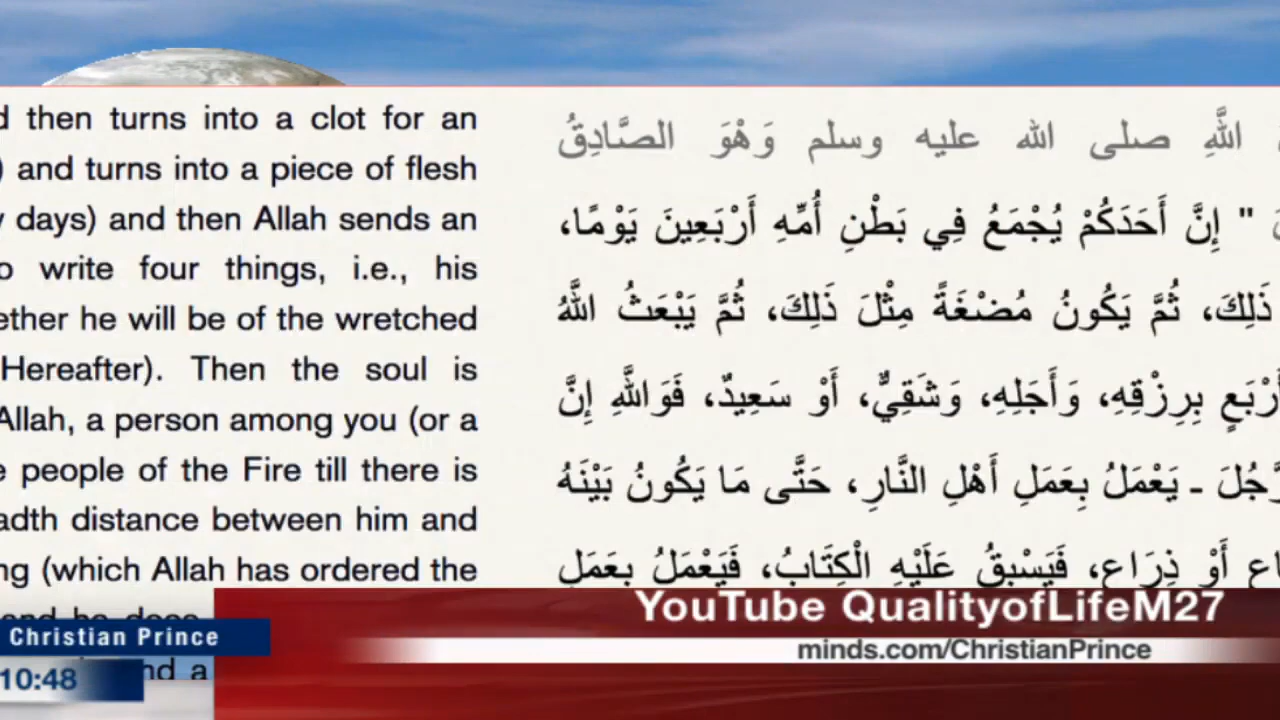 then turns into a clot for an
) and turns into a piece of flesh
days) and then Allah sends an
write four things, i.e., his
ether he will be of the wretched
Hereafter). Then the soul is
Allah, a person among you (or a
people of the Fire till there is
adth distance between him and
ng (which Allah has ordered the
nd a
اللَّهِ صلى الله عليه وسلم وَهْوَ الصَّادِقُ
" إِنَّ أَحَدَكُمْ يُجْمَعُ فِي بَطْنِ أُمِّهِ أَرْبَعِينَ يَوْمًا،
ذَلِكَ، ثُمَّ يَكُونُ مُضْغَةً مِثْلَ ذَلِكَ، ثُمَّ يَبْعَثُ اللَّهُ
أَرْبَعٍ بِرِزْقِهِ، وَأَجَلِهِ، وَشَقِيٌّ، أَوْ سَعِيدٌ، فَوَاللَّهِ إِنَّ
رَّجُلَ ـ يَعْمَلُ بِعَمَلِ أَهْلِ النَّارِ، حَتَّى مَا يَكُونُ بَيْنَهُ
اع أَوْ ذِرَاعٍ، فَيَسْبِقُ عَلَيْهِ الْكِتَابُ، فَيَعْمَلُ بِعَمَلِ
YouTube QualityofLifeM27
minds.com/ChristianPrince
Christian Prince
10:48